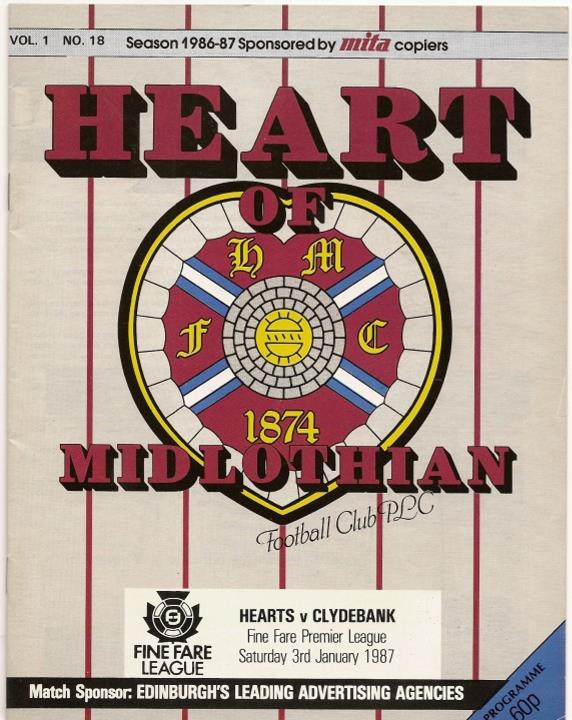 VOL. 1 NO. 18 Season 1986-87 Sponsored by mita copiers
HEART
OF
H M
F C
1874
MIDLOTHIAN
Football Club PLC
FINE FARE
LEAGUE
HEARTS v CLYDEBANK
Fine Fare Premier League
Saturday 3rd January 1987
Match Sponsor: EDINBURGH'S LEADING ADVERTISING AGENCIES
PROGRAMME
60p